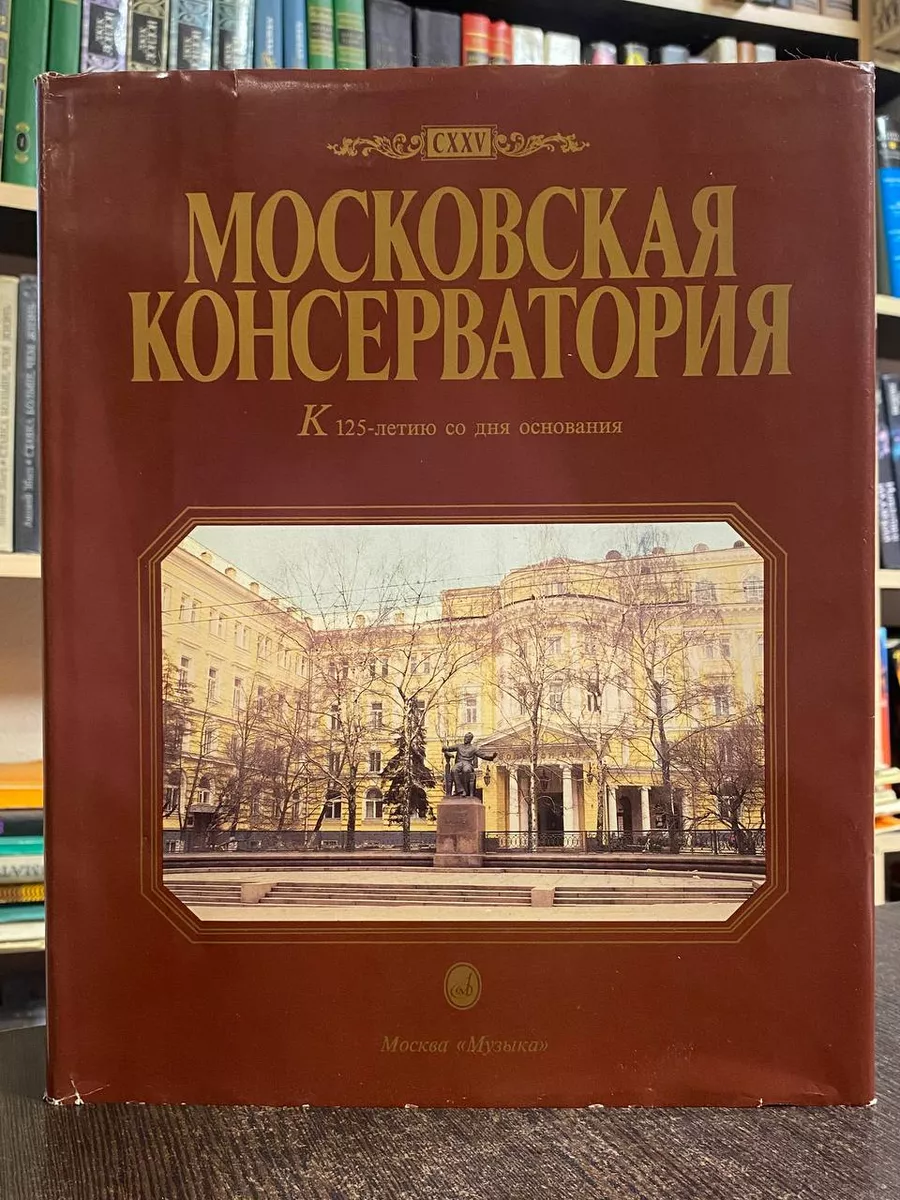 CXXV
МОСКОВСКАЯ
КОНСЕРВАТОРИЯ
К 125-летию со дня основания
Москва «Музыка»